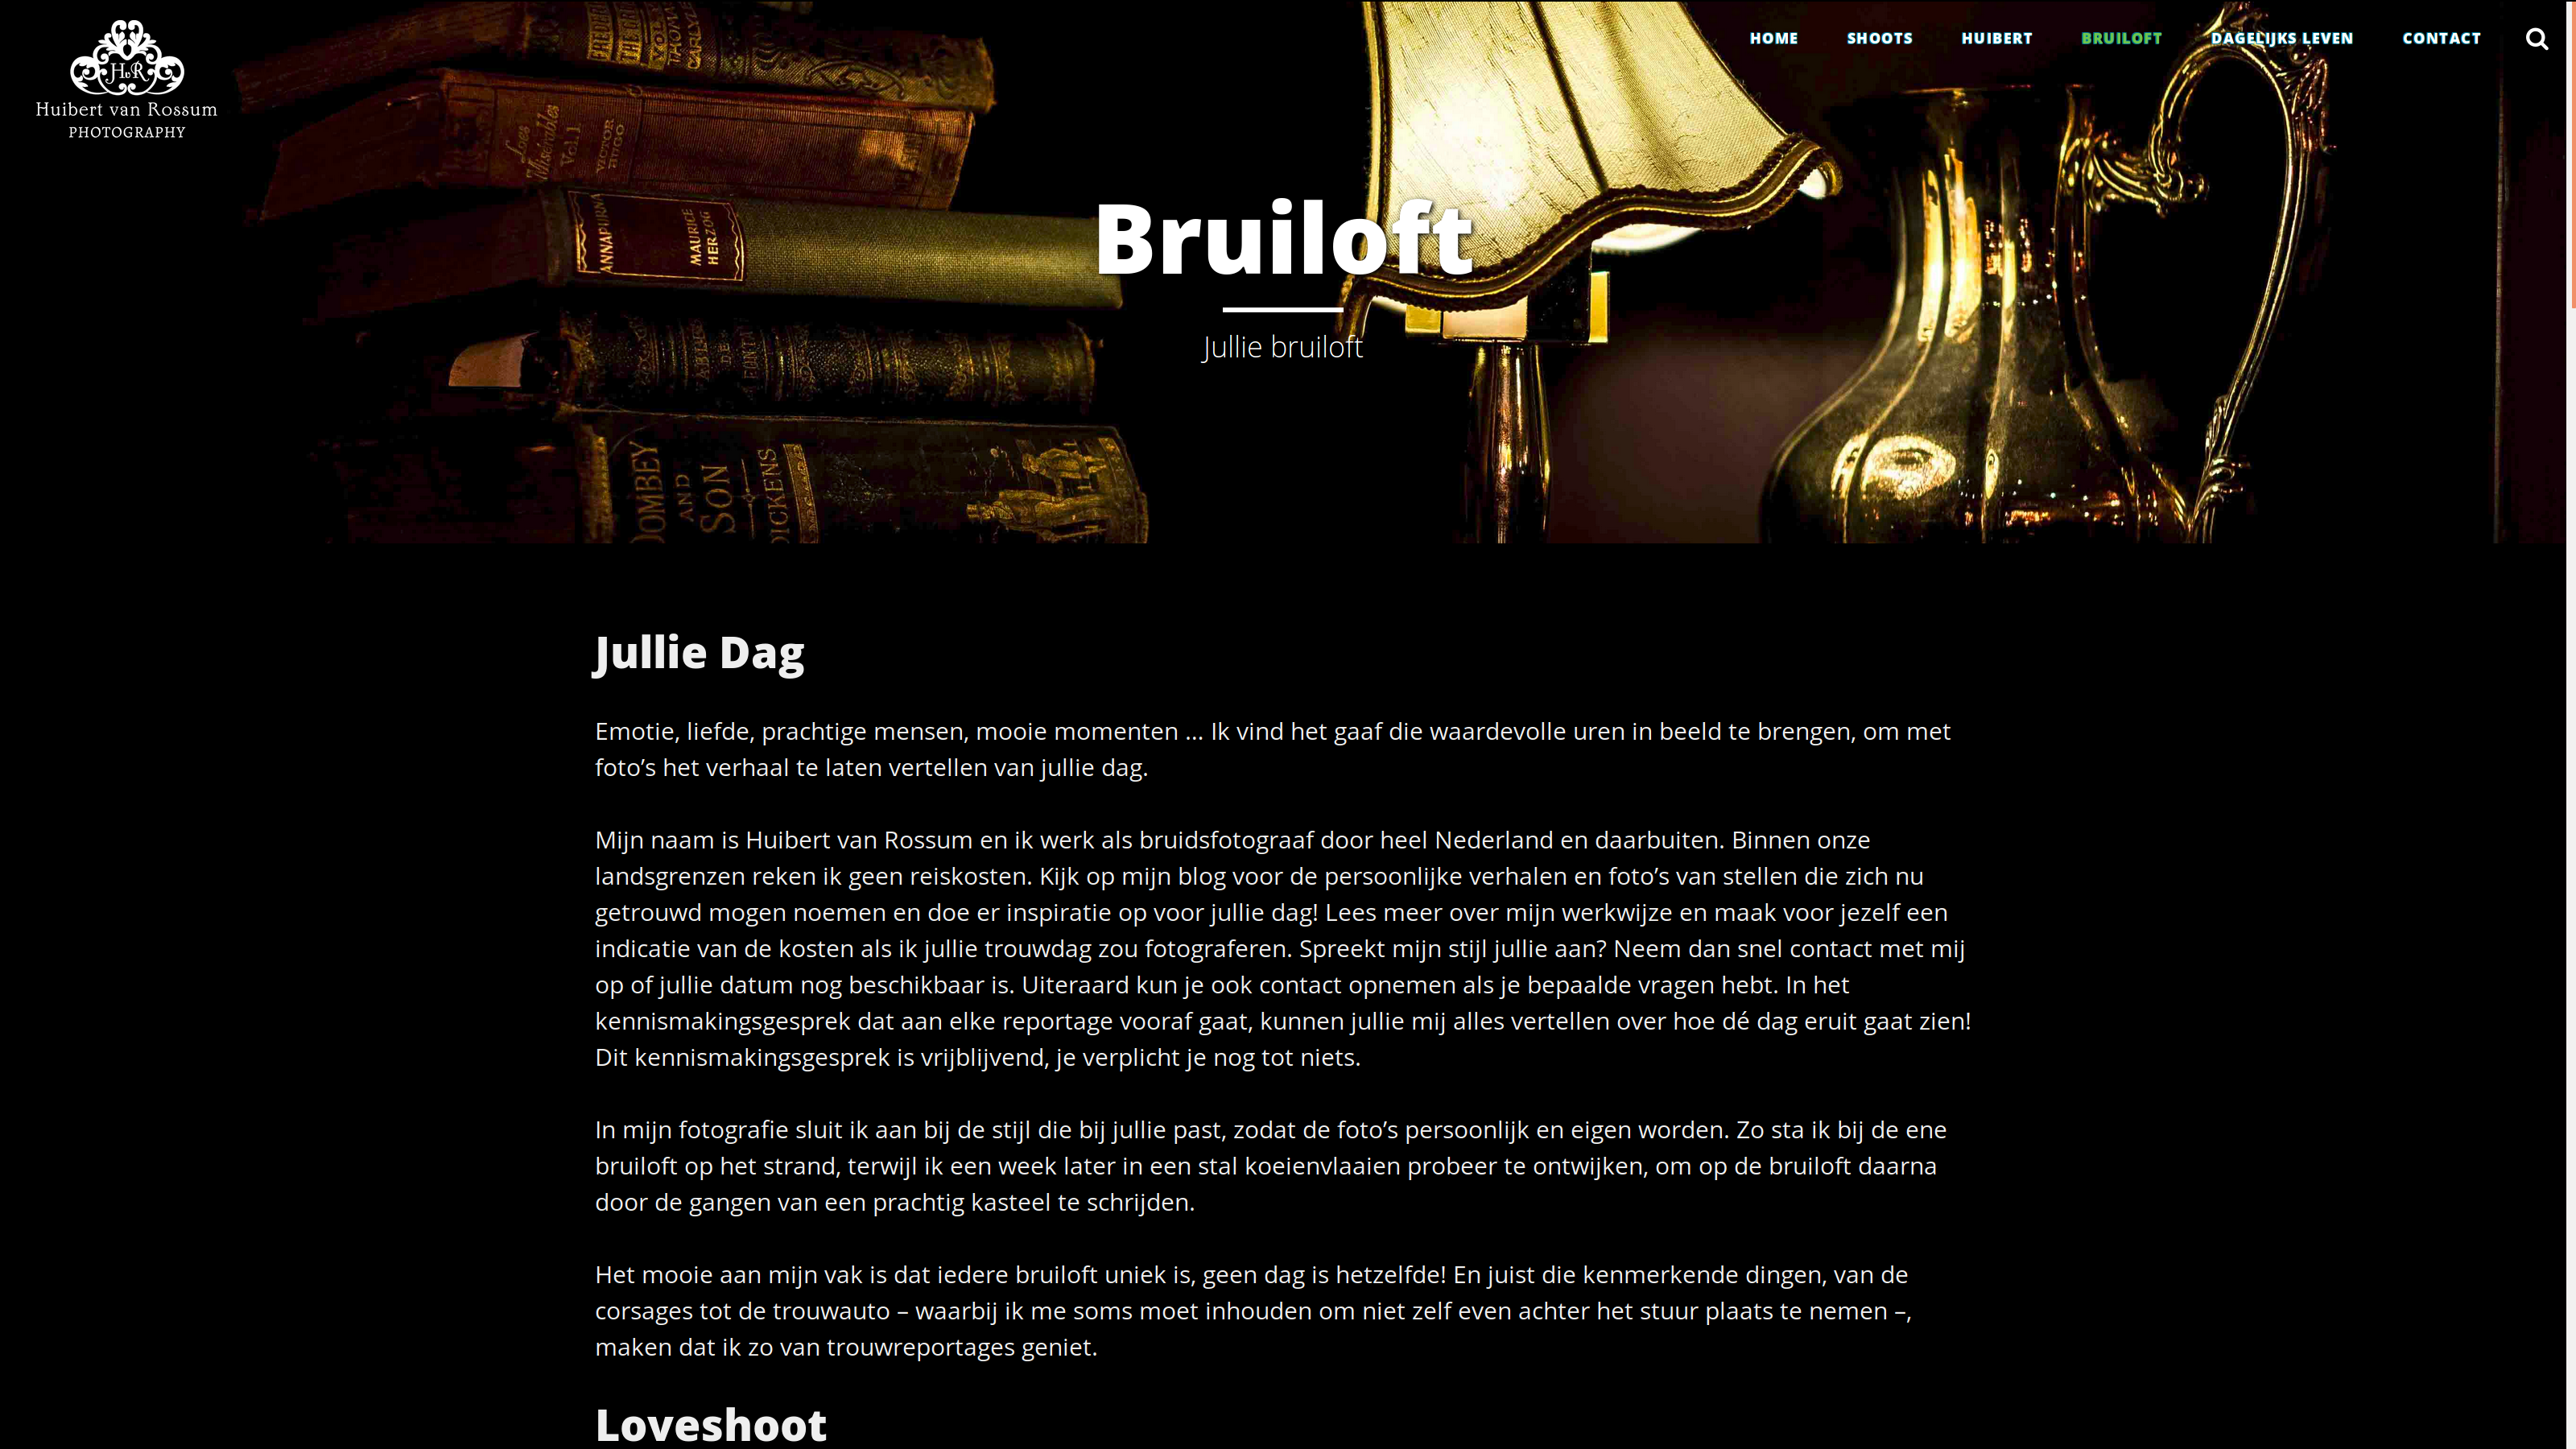 HvR
Huibert van Rossum
PHOTOGRAPHY
HOME
SHOOTS
HUIBERT
BRUILOFT
DAGELIJKS LEVEN
CONTACT
THOMAS
CARLYLE
Les
Misérables
Vol. I.
VICTOR
HUGO
ANNAPURNA
MAURICE
HERZOG
DOMBEY
AND
SON
DICKENS
Bruiloft
Jullie bruiloft
Jullie Dag
Emotie, liefde, prachtige mensen, mooie momenten ... Ik vind het gaaf die waardevolle uren in beeld te brengen, om met
foto’s het verhaal te laten vertellen van jullie dag.
Mijn naam is Huibert van Rossum en ik werk als bruidsfotograaf door heel Nederland en daarbuiten. Binnen onze
landsgrenzen reken ik geen reiskosten. Kijk op mijn blog voor de persoonlijke verhalen en foto’s van stellen die zich nu
getrouwd mogen noemen en doe er inspiratie op voor jullie dag! Lees meer over mijn werkwijze en maak voor jezelf een
indicatie van de kosten als ik jullie trouwdag zou fotograferen. Spreekt mijn stijl jullie aan? Neem dan snel contact met mij
op of jullie datum nog beschikbaar is. Uiteraard kun je ook contact opnemen als je bepaalde vragen hebt. In het
kennismakingsgesprek dat aan elke reportage vooraf gaat, kunnen jullie mij alles vertellen over hoe dé dag eruit gaat zien!
Dit kennismakingsgesprek is vrijblijvend, je verplicht je nog tot niets.
In mijn fotografie sluit ik aan bij de stijl die bij jullie past, zodat de foto’s persoonlijk en eigen worden. Zo sta ik bij de ene
bruiloft op het strand, terwijl ik een week later in een stal koeienvlaaien probeer te ontwijken, om op de bruiloft daarna
door de gangen van een prachtig kasteel te schrijden.
Het mooie aan mijn vak is dat iedere bruiloft uniek is, geen dag is hetzelfde! En juist die kenmerkende dingen, van de
corsages tot de trouwauto – waarbij ik me soms moet inhouden om niet zelf even achter het stuur plaats te nemen –,
maken dat ik zo van trouwreportages geniet.
Loveshoot